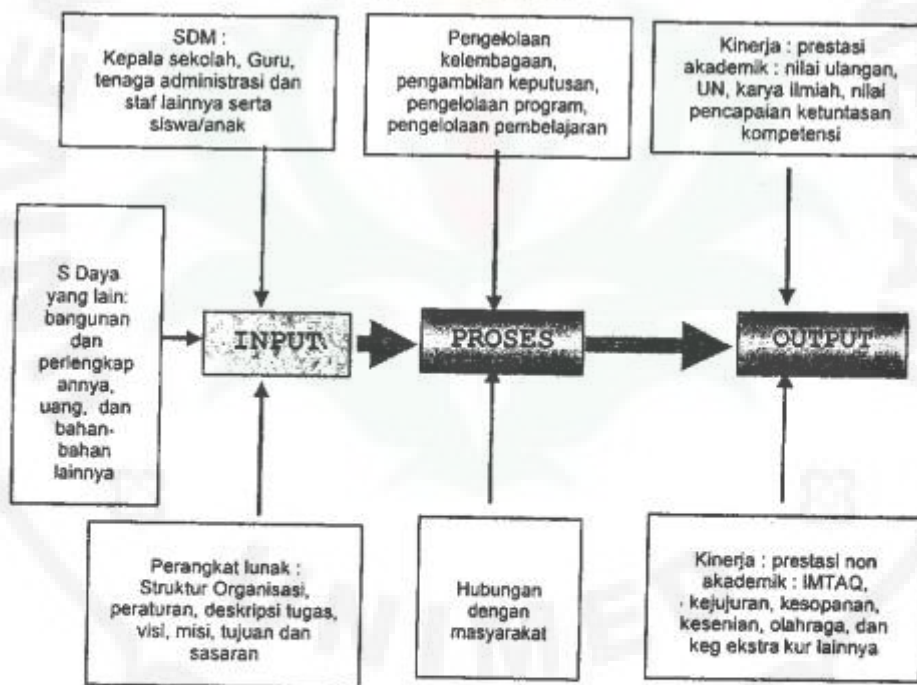 SDM :
Kepala sekolah, Guru,
tenaga administrasi dan
staf lainnya serta
siswa/anak
Pengelolaan
kelembagaan,
pengambilan keputusan,
pengelolaan program,
pengelolaan pembelajaran
Kinerja : prestasi
akademik : nilai ulangan,
UN, karya ilmiah, nilai
pencapaian ketuntasan
kompetensi
S Daya
yang lain:
bangunan
dan
perlengkap
annya,
uang, dan
bahan-
bahan
lainnya
INPUT
PROSES
OUTPUT
Perangkat lunak :
Struktur Organisasi,
peraturan, deskripsi tugas,
visi, misi, tujuan dan
sasaran
Hubungan
dengan
masyarakat
Kinerja : prestasi non
akademik : IMTAQ,
kejujuran, kesopanan,
kesenian, olahraga, dan
keg ekstra kur lainnya